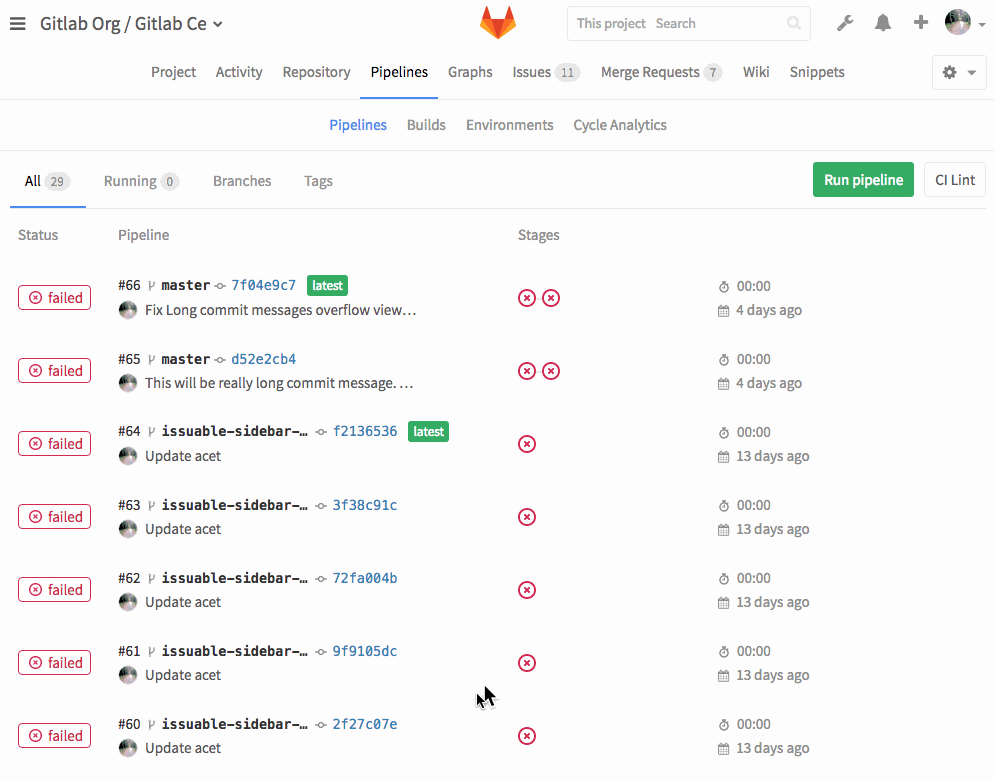 Gitlab Org / Gitlab Ce
This project Search
Project Activity Repository Pipelines Graphs Issues 11 Merge Requests 7 Wiki Snippets
Pipelines Builds Environments Cycle Analytics
All 29 Running 0 Branches Tags Run pipeline CI Lint
Status Pipeline Stages
failed #66 master 7f04e9c7 latest 00:00
Fix Long commit messages overflow view… 4 days ago
failed #65 master d52e2cb4 00:00
This will be really long commit message. … 4 days ago
failed #64 issuable-sidebar-… f2136536 latest 00:00
Update acet 13 days ago
failed #63 issuable-sidebar-… 3f38c91c 00:00
Update acet 13 days ago
failed #62 issuable-sidebar-… 72fa004b 00:00
Update acet 13 days ago
failed #61 issuable-sidebar-… 9f9105dc 00:00
Update acet 13 days ago
failed #60 issuable-sidebar-… 2f27c07e 00:00
Update acet 13 days ago